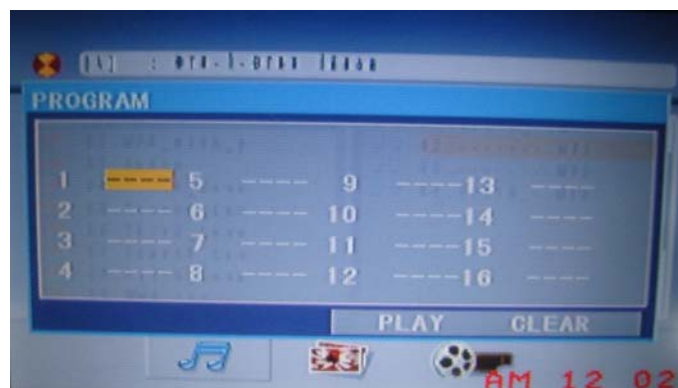 PROGRAM
1 ---- 5 ---- 9 ---- 13 ----
2 ---- 6 ---- 10 ---- 14 ----
3 ---- 7 ---- 11 ---- 15 ----
4 ---- 8 ---- 12 ---- 16 ----
PLAY CLEAR
AM 12 02